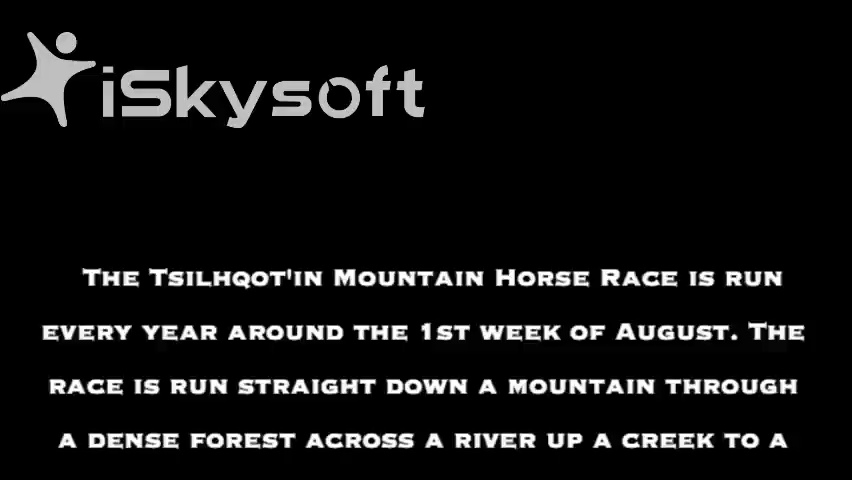 iSkysoft
The Tsilhqot'in Mountain Horse Race is run
every year around the 1st week of August. The
race is run straight down a mountain through
a dense forest across a river up a creek to a